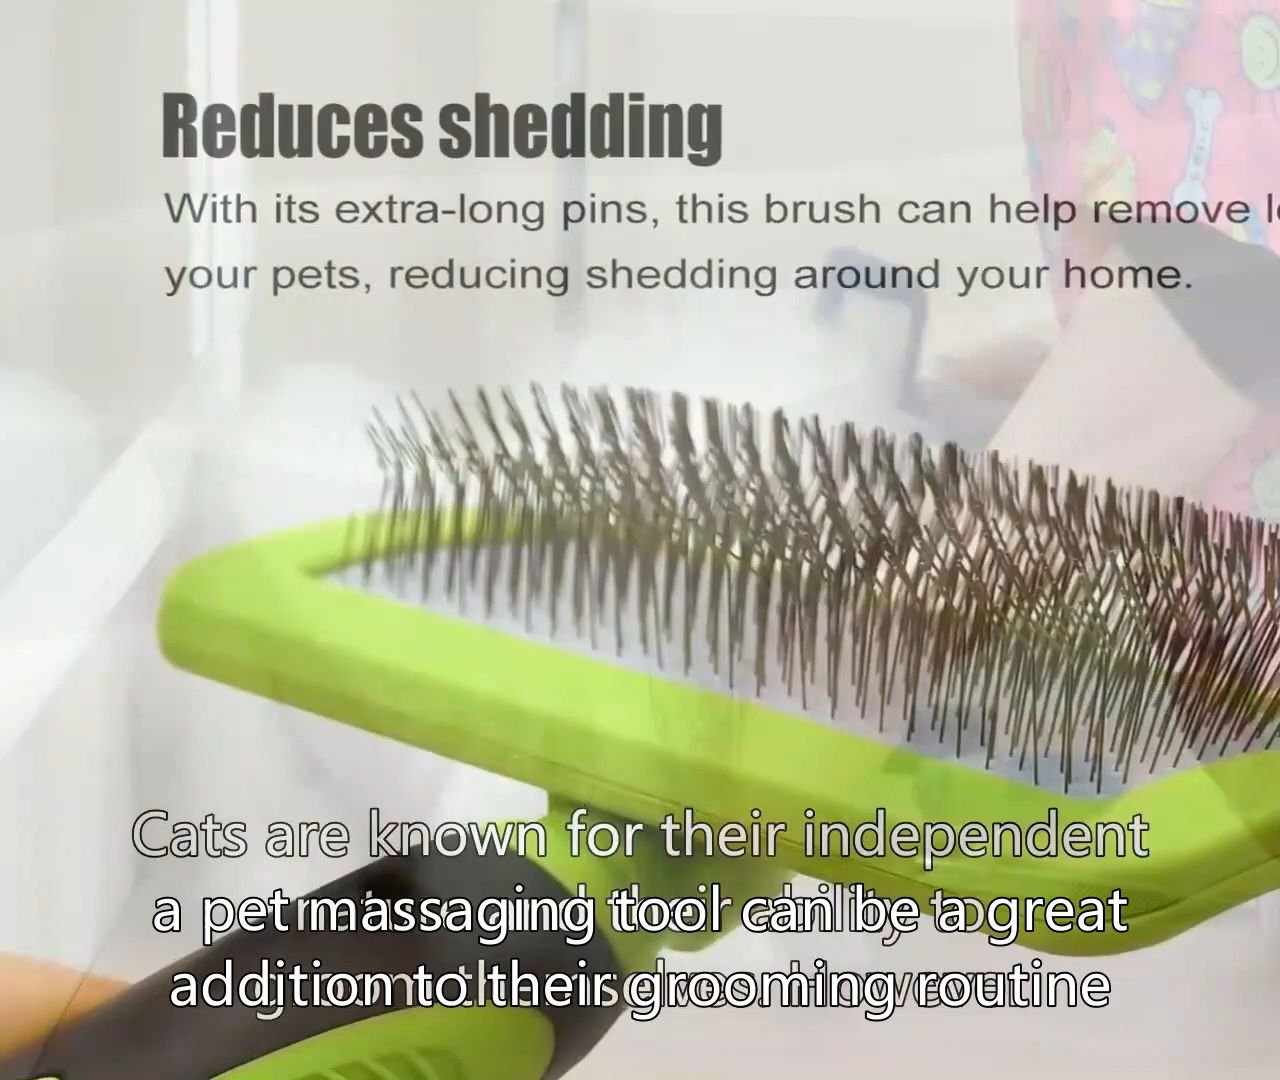 Reduces shedding
With its extra-long pins, this brush can help remove
your pets, reducing shedding around your home.
Cats are known for their independent
a pet massaging tool can be a great
addition to their grooming routine